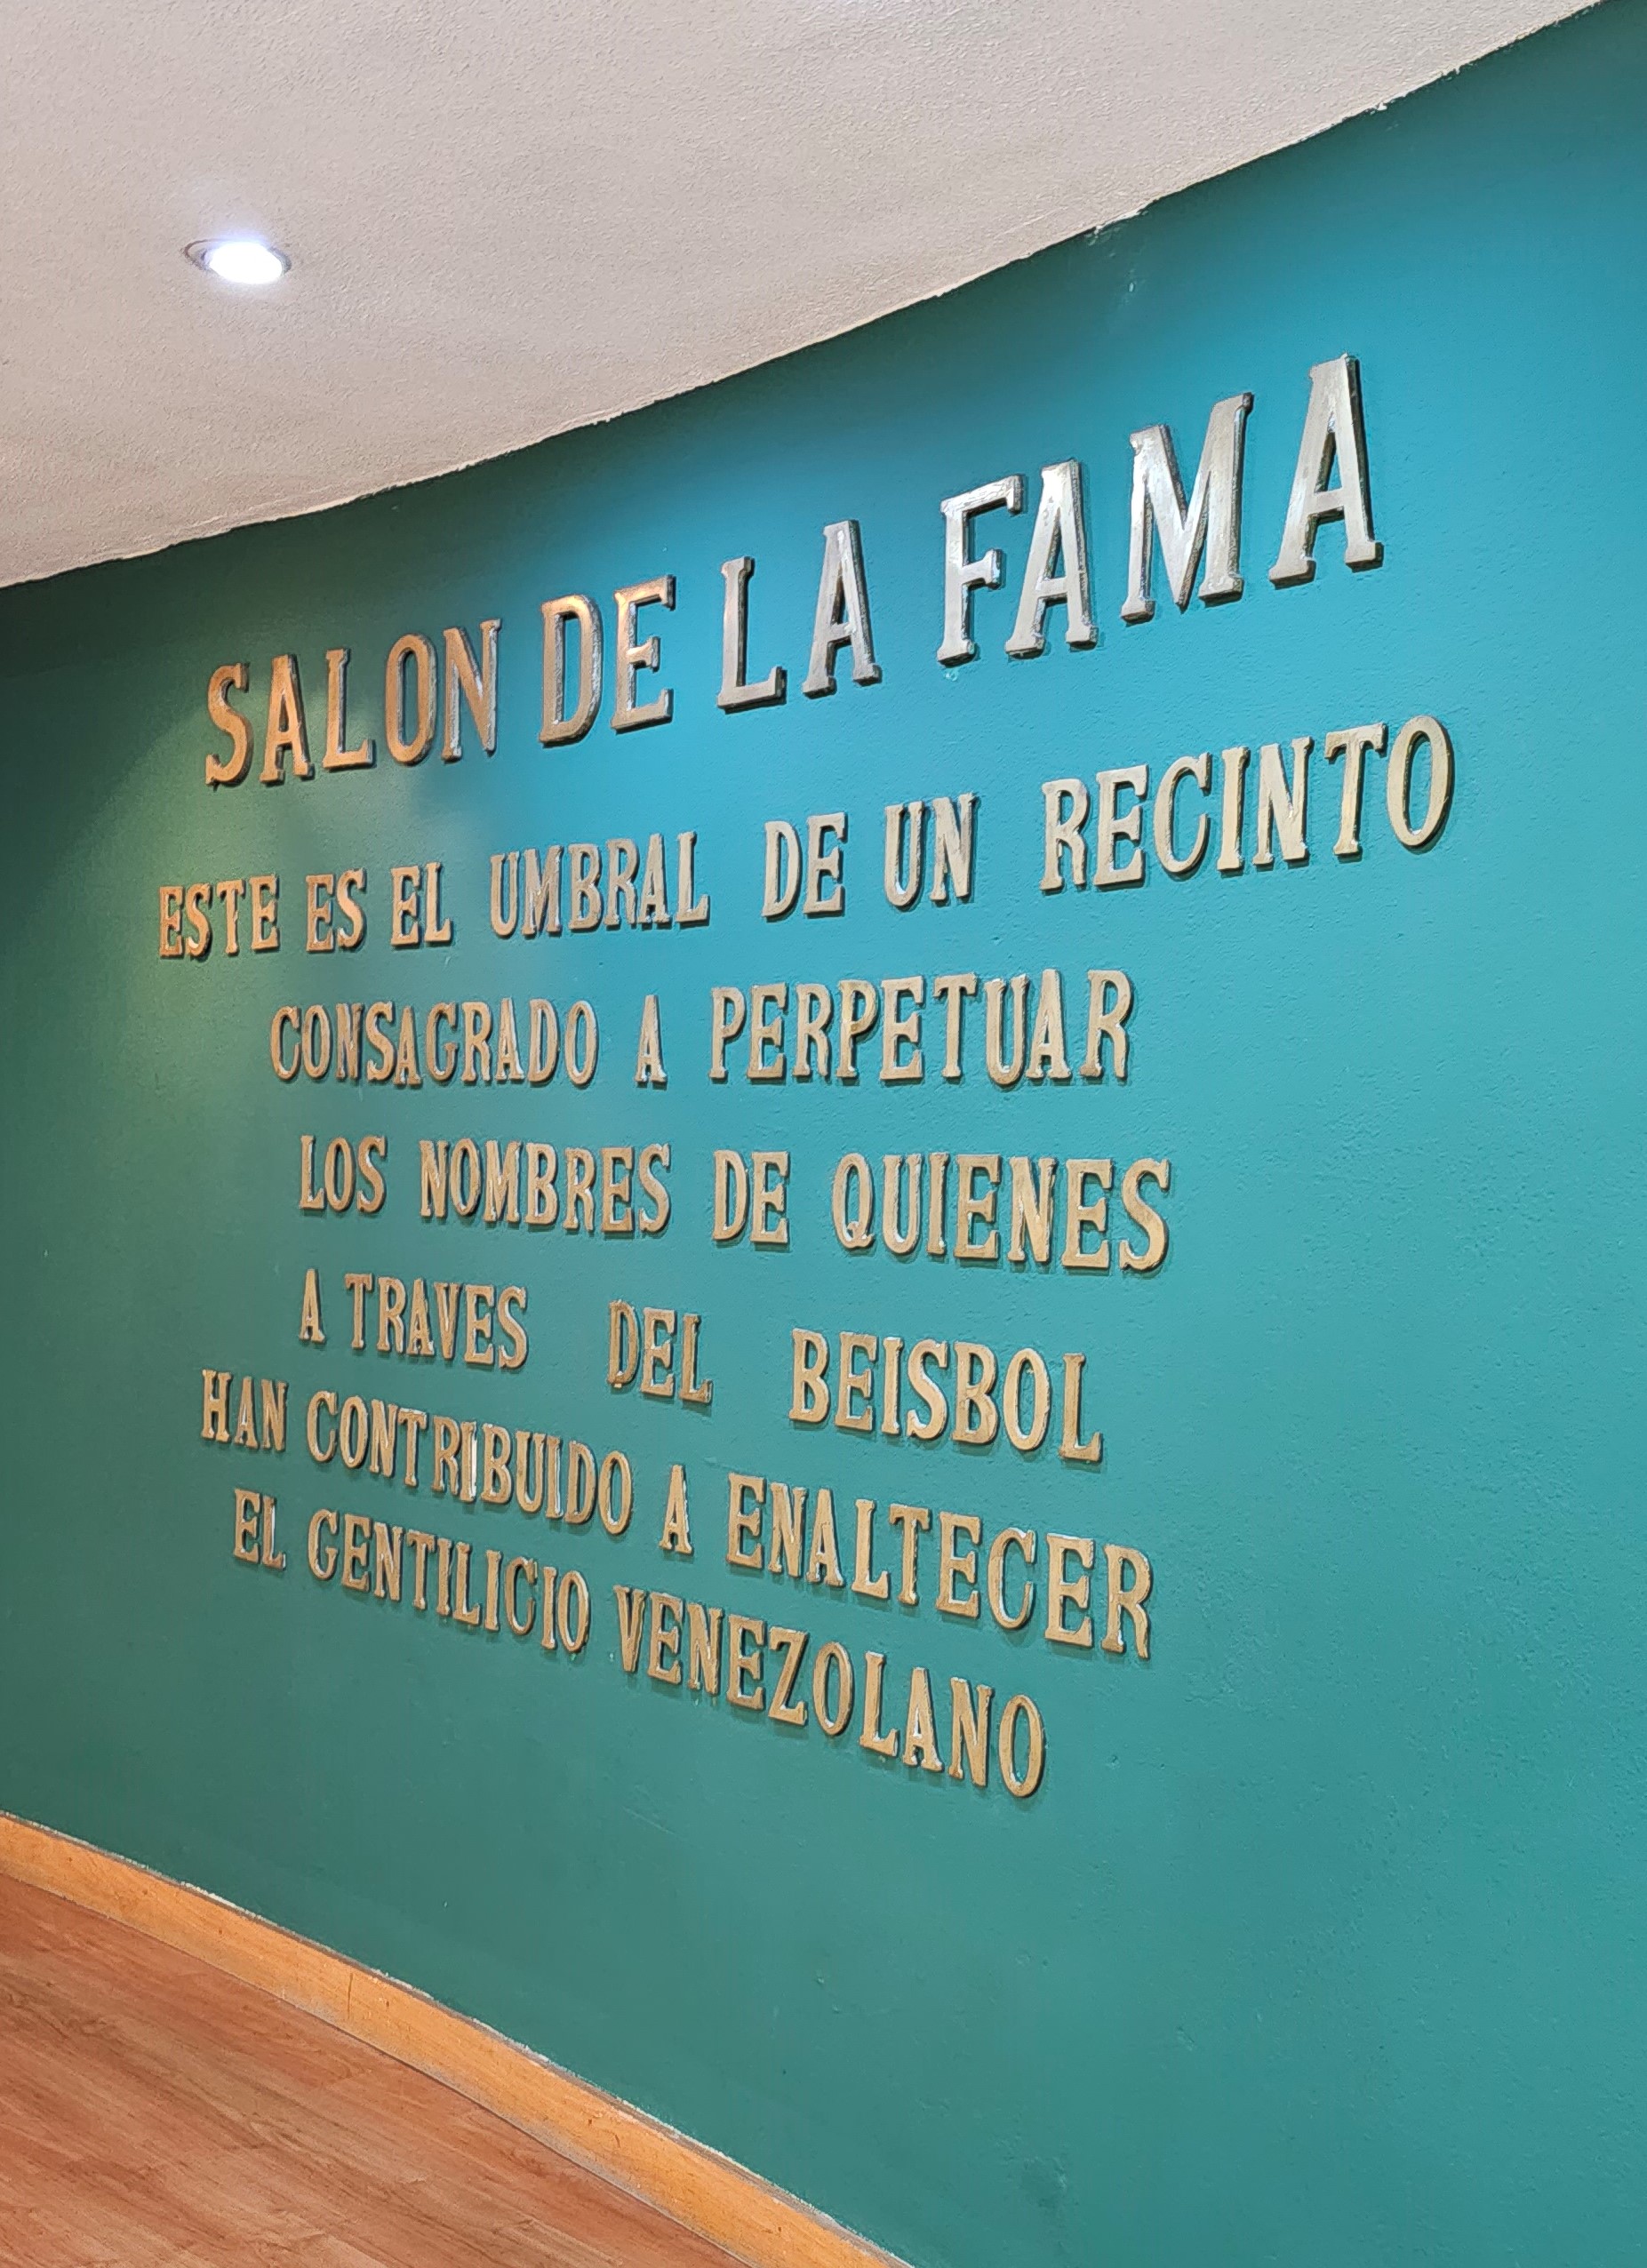 SALON DE LA FAMA
ESTE ES EL UMBRAL DE UN RECINTO
CONSAGRADO A PERPETUAR
LOS NOMBRES DE QUIENES
A TRAVES DEL BEISBOL
HAN CONTRIBUIDO A ENALTECER
EL GENTILICIO VENEZOLANO